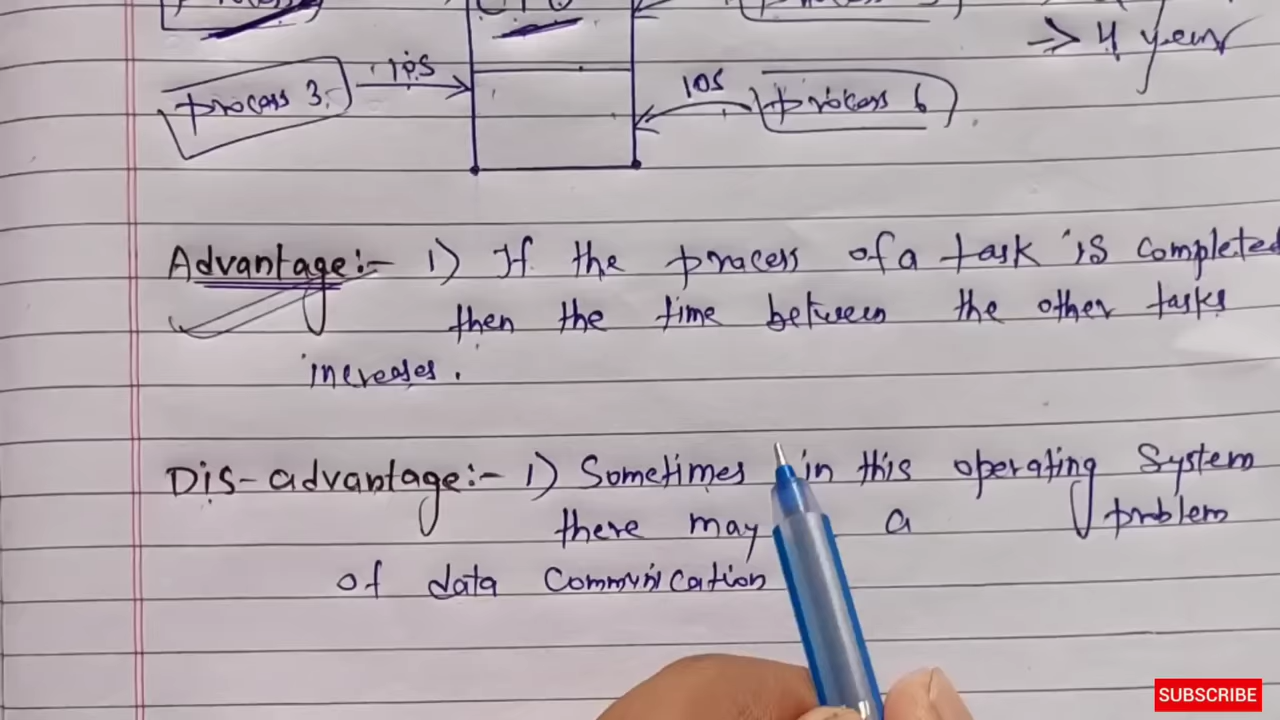 CPU
⇒ 4 year
process 3 10S 10S process 6
Advantage:- 1) If the process of a task is completed
then the time between the other tasks
increases.
Dis-advantage:- 1) Sometimes in this operating System
there may a problem
of data Communication
SUBSCRIBE